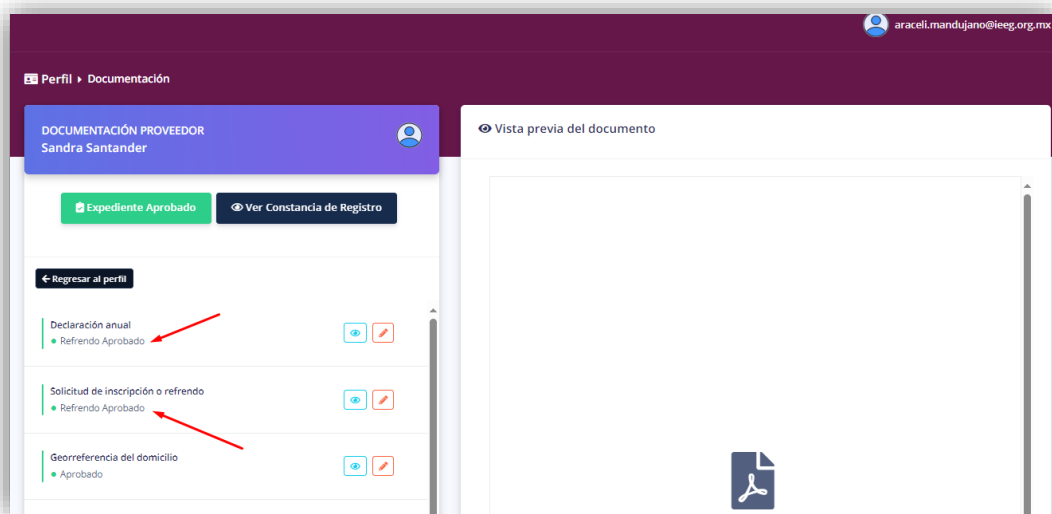 araceli.mandujano@ieeg.org.mx
Perfil ▸ Documentación
DOCUMENTACIÓN PROVEEDOR
Sandra Santander
Expediente Aprobado
Ver Constancia de Registro
Regresar al perfil
Declaración anual
Refrendo Aprobado
Solicitud de inscripción o refrendo
Refrendo Aprobado
Georreferencia del domicilio
Aprobado
Vista previa del documento